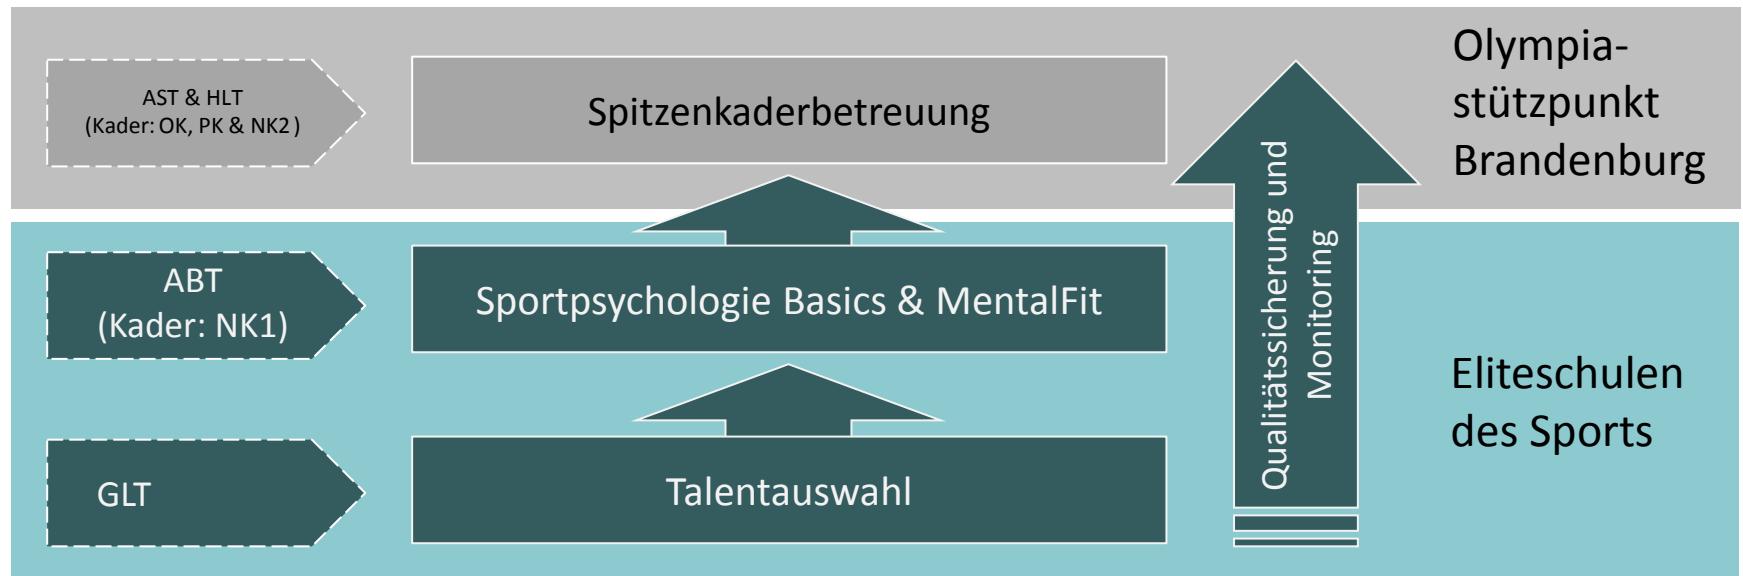 AST & HLT
(Kader: OK, PK & NK2 )
Spitzenkaderbetreuung
Olympia-
stützpunkt
Brandenburg
ABT
(Kader: NK1)
Sportpsychologie Basics & MentalFit
Qualitätssicherung und
Monitoring
Eliteschulen
des Sports
GLT
Talentauswahl